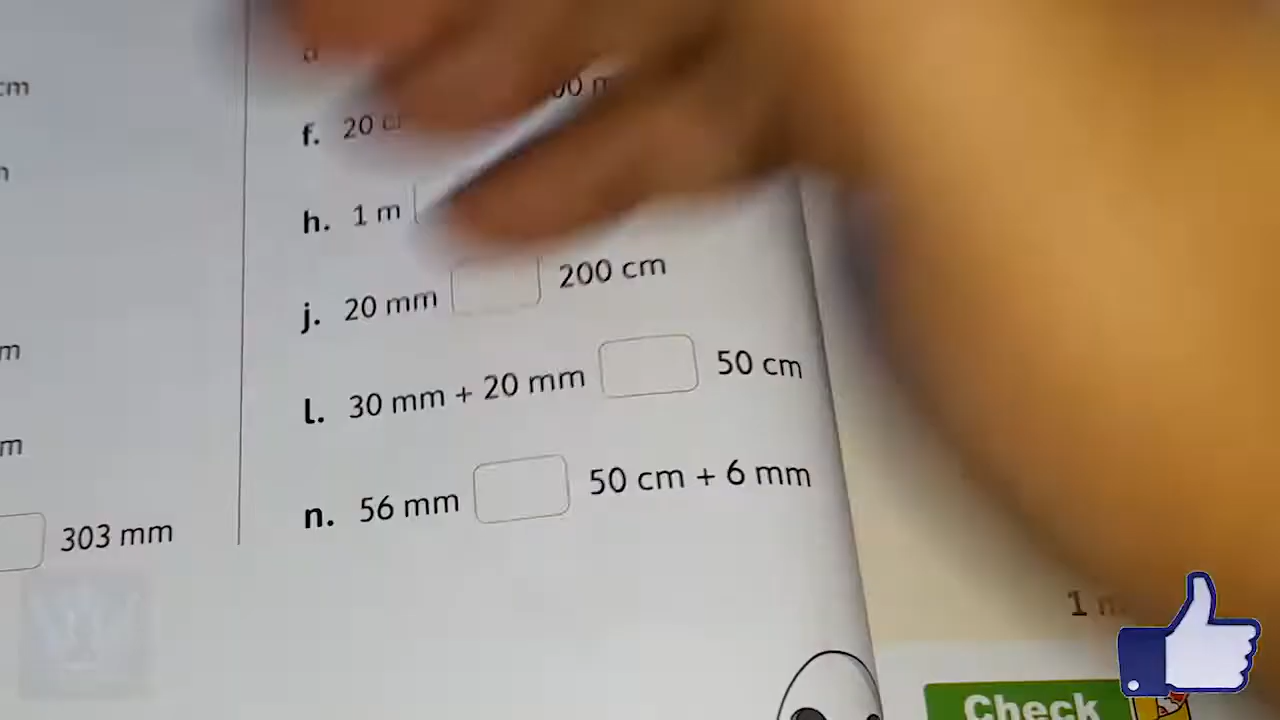 cm
f. 20
h. 1 m
j. 20 mm 200 cm
m
l. 30 mm + 20 mm 50 cm
m
n. 56 mm 50 cm + 6 mm
303 mm
1
Check